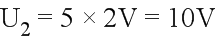 U₂ = 5 × 2V = 10V